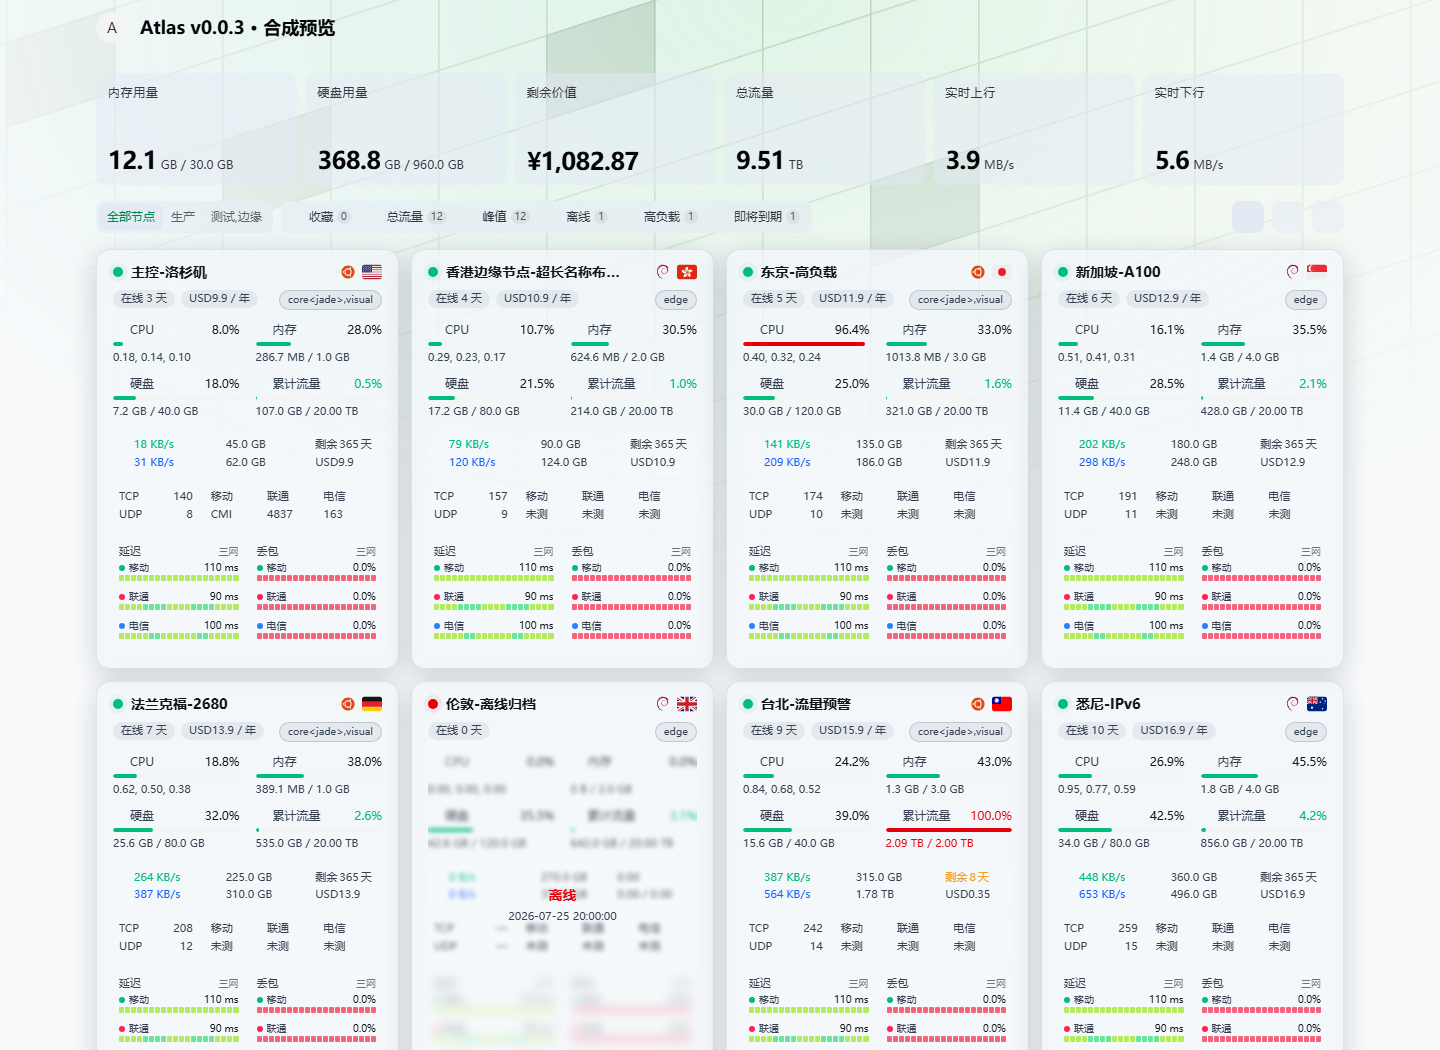 A Atlas v0.0.3 • 合成预览
内存用量 硬盘用量 剩余价值 总流量 实时上行 实时下行
12.1 GB / 30.0 GB 368.8 GB / 960.0 GB ¥1,082.87 9.51 TB 3.9 MB/s 5.6 MB/s
全部节点 生产 测试,边缘 收藏 0 总流量 12 峰值 12 离线 1 高负载 1 即将到期 1
主控-洛杉矶
在线 3 天 USD9.9 / 年 core<jade>,visual
CPU 8.0% 内存 28.0%
0.18, 0.14, 0.10 286.7 MB / 1.0 GB
硬盘 18.0% 累计流量 0.5%
7.2 GB / 40.0 GB 107.0 GB / 20.00 TB
18 KB/s 45.0 GB 剩余 365 天
31 KB/s 62.0 GB USD9.9
TCP 140 移动 联通 电信
UDP 8 CMI 4837 163
延迟 三网 丢包 三网
移动 110 ms 移动 0.0%
联通 90 ms 联通 0.0%
电信 100 ms 电信 0.0%
香港边缘节点-超长名称布...
在线 4 天 USD10.9 / 年 edge
CPU 10.7% 内存 30.5%
0.29, 0.23, 0.17 624.6 MB / 2.0 GB
硬盘 21.5% 累计流量 1.0%
17.2 GB / 80.0 GB 214.0 GB / 20.00 TB
79 KB/s 90.0 GB 剩余 365 天
120 KB/s 124.0 GB USD10.9
TCP 157 移动 联通 电信
UDP 9 未测 未测 未测
延迟 三网 丢包 三网
移动 110 ms 移动 0.0%
联通 90 ms 联通 0.0%
电信 100 ms 电信 0.0%
东京-高负载
在线 5 天 USD11.9 / 年 core<jade>,visual
CPU 96.4% 内存 33.0%
0.40, 0.32, 0.24 1013.8 MB / 3.0 GB
硬盘 25.0% 累计流量 1.6%
30.0 GB / 120.0 GB 321.0 GB / 20.00 TB
141 KB/s 135.0 GB 剩余 365 天
209 KB/s 186.0 GB USD11.9
TCP 174 移动 联通 电信
UDP 10 未测 未测 未测
延迟 三网 丢包 三网
移动 110 ms 移动 0.0%
联通 90 ms 联通 0.0%
电信 100 ms 电信 0.0%
新加坡-A100
在线 6 天 USD12.9 / 年 edge
CPU 16.1% 内存 35.5%
0.51, 0.41, 0.31 1.4 GB / 4.0 GB
硬盘 28.5% 累计流量 2.1%
11.4 GB / 40.0 GB 428.0 GB / 20.00 TB
202 KB/s 180.0 GB 剩余 365 天
298 KB/s 248.0 GB USD12.9
TCP 191 移动 联通 电信
UDP 11 未测 未测 未测
延迟 三网 丢包 三网
移动 110 ms 移动 0.0%
联通 90 ms 联通 0.0%
电信 100 ms 电信 0.0%
法兰克福-2680
在线 7 天 USD13.9 / 年 core<jade>,visual
CPU 18.8% 内存 38.0%
0.62, 0.50, 0.38 389.1 MB / 1.0 GB
硬盘 32.0% 累计流量 2.6%
25.6 GB / 80.0 GB 535.0 GB / 20.00 TB
264 KB/s 225.0 GB 剩余 365 天
387 KB/s 310.0 GB USD13.9
TCP 208 移动 联通 电信
UDP 12 未测 未测 未测
延迟 三网 丢包 三网
移动 110 ms 移动 0.0%
联通 90 ms 联通 0.0%
伦敦-离线归档
在线 0 天 edge
离线
2026-07-25 20:00:00
台北-流量预警
在线 9 天 USD15.9 / 年 core<jade>,visual
CPU 24.2% 内存 43.0%
0.84, 0.68, 0.52 1.3 GB / 3.0 GB
硬盘 39.0% 累计流量 100.0%
15.6 GB / 40.0 GB 2.09 TB / 2.00 TB
387 KB/s 315.0 GB 剩余 8 天
564 KB/s 1.78 TB USD0.35
TCP 242 移动 联通 电信
UDP 14 未测 未测 未测
延迟 三网 丢包 三网
移动 110 ms 移动 0.0%
联通 90 ms 联通 0.0%
悉尼-IPv6
在线 10 天 USD16.9 / 年 edge
CPU 26.9% 内存 45.5%
0.95, 0.77, 0.59 1.8 GB / 4.0 GB
硬盘 42.5% 累计流量 4.2%
34.0 GB / 80.0 GB 856.0 GB / 20.00 TB
448 KB/s 360.0 GB 剩余 365 天
653 KB/s 496.0 GB USD16.9
TCP 259 移动 联通 电信
UDP 15 未测 未测 未测
延迟 三网 丢包 三网
移动 110 ms 移动 0.0%
联通 90 ms 联通 0.0%